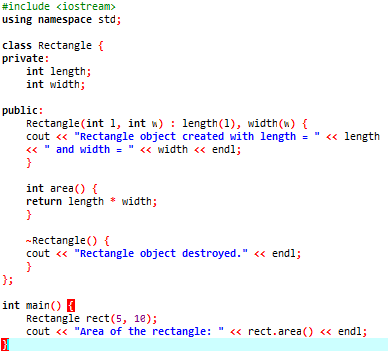 #include <iostream>
using namespace std;
class Rectangle {
private:
int length;
int width;
public:
Rectangle(int l, int w) : length(l), width(w) {
cout << "Rectangle object created with length = " << length
<< " and width = " << width << endl;
}
int area() {
return length * width;
}
~Rectangle() {
cout << "Rectangle object destroyed." << endl;
}
};
int main() {
Rectangle rect(5, 10);
cout << "Area of the rectangle: " << rect.area() << endl;
}